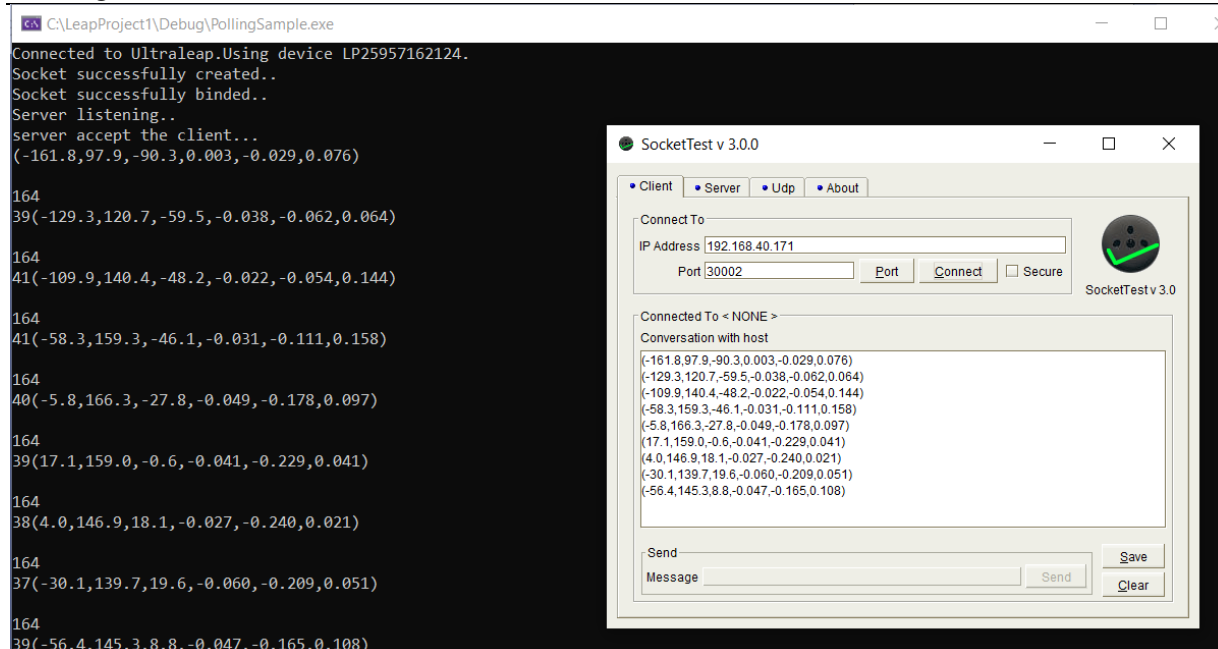 C:\LeapProject1\Debug\PollingSample.exe
Connected to Ultraleap.Using device LP25957162124.
Socket successfully created..
Socket successfully binded..
Server listening..
server accept the client...
(-161.8,97.9,-90.3,0.003,-0.029,0.076)
164
39(-129.3,120.7,-59.5,-0.038,-0.062,0.064)
164
41(-109.9,140.4,-48.2,-0.022,-0.054,0.144)
164
41(-58.3,159.3,-46.1,-0.031,-0.111,0.158)
164
40(-5.8,166.3,-27.8,-0.049,-0.178,0.097)
164
39(17.1,159.0,-0.6,-0.041,-0.229,0.041)
164
38(4.0,146.9,18.1,-0.027,-0.240,0.021)
164
37(-30.1,139.7,19.6,-0.060,-0.209,0.051)
164
39(-56.4,145.3,8.8,-0.047,-0.165,0.108)
SocketTest v 3.0.0
Client Server Udp About
Connect To
IP Address 192.168.40.171
Port 30002 Port Connect Secure
SocketTest v 3.0
Connected To < NONE >
Conversation with host
(-161.8,97.9,-90.3,0.003,-0.029,0.076)
(-129.3,120.7,-59.5,-0.038,-0.062,0.064)
(-109.9,140.4,-48.2,-0.022,-0.054,0.144)
(-58.3,159.3,-46.1,-0.031,-0.111,0.158)
(-5.8,166.3,-27.8,-0.049,-0.178,0.097)
(17.1,159.0,-0.6,-0.041,-0.229,0.041)
(4.0,146.9,18.1,-0.027,-0.240,0.021)
(-30.1,139.7,19.6,-0.060,-0.209,0.051)
(-56.4,145.3,8.8,-0.047,-0.165,0.108)
Send
Message Send
Save
Clear